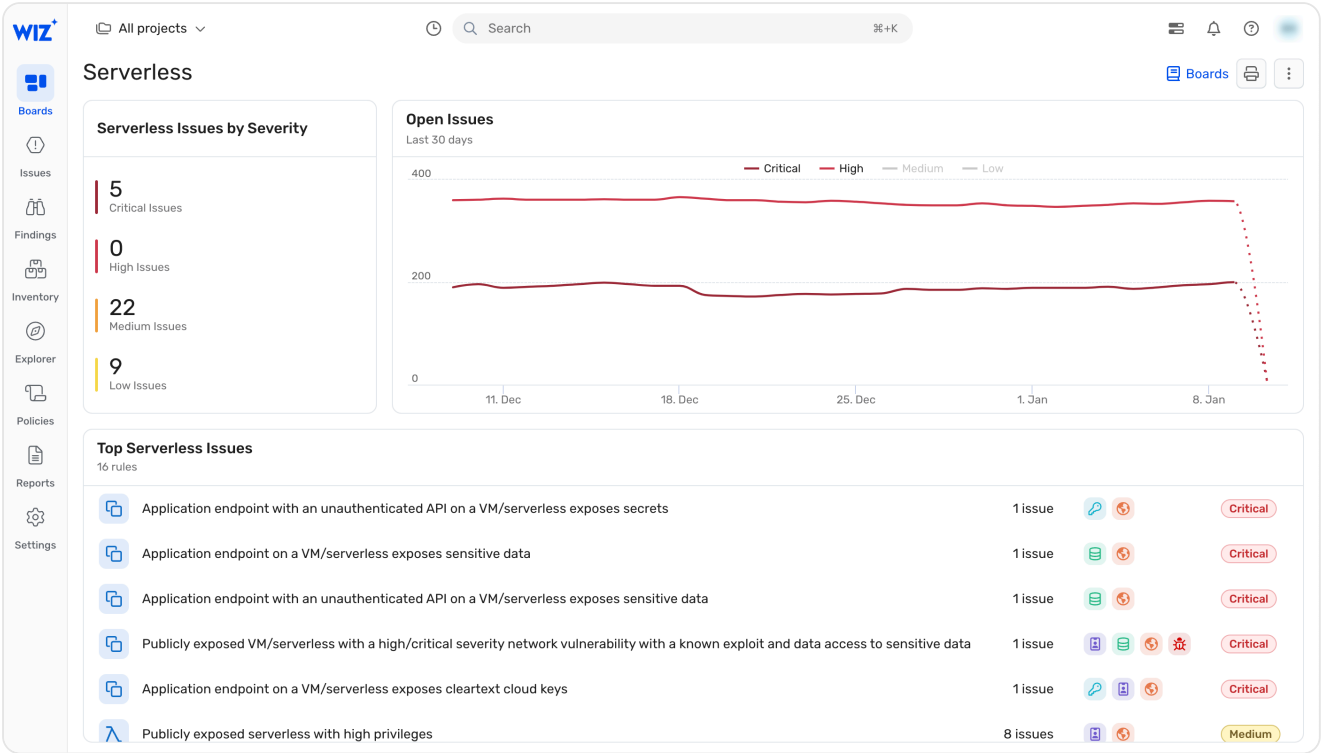 WIZ
All projects
Search
⌘+K
Boards
Issues
Findings
Inventory
Explorer
Policies
Reports
Settings
Serverless
Boards
Serverless Issues by Severity
5
Critical Issues
0
High Issues
22
Medium Issues
9
Low Issues
Open Issues
Last 30 days
Critical High Medium Low
400
200
0
11. Dec 18. Dec 25. Dec 1. Jan 8. Jan
Top Serverless Issues
16 rules
Application endpoint with an unauthenticated API on a VM/serverless exposes secrets 1 issue Critical
Application endpoint on a VM/serverless exposes sensitive data 1 issue Critical
Application endpoint with an unauthenticated API on a VM/serverless exposes sensitive data 1 issue Critical
Publicly exposed VM/serverless with a high/critical severity network vulnerability with a known exploit and data access to sensitive data 1 issue Critical
Application endpoint on a VM/serverless exposes cleartext cloud keys 1 issue Critical
Publicly exposed serverless with high privileges 8 issues Medium